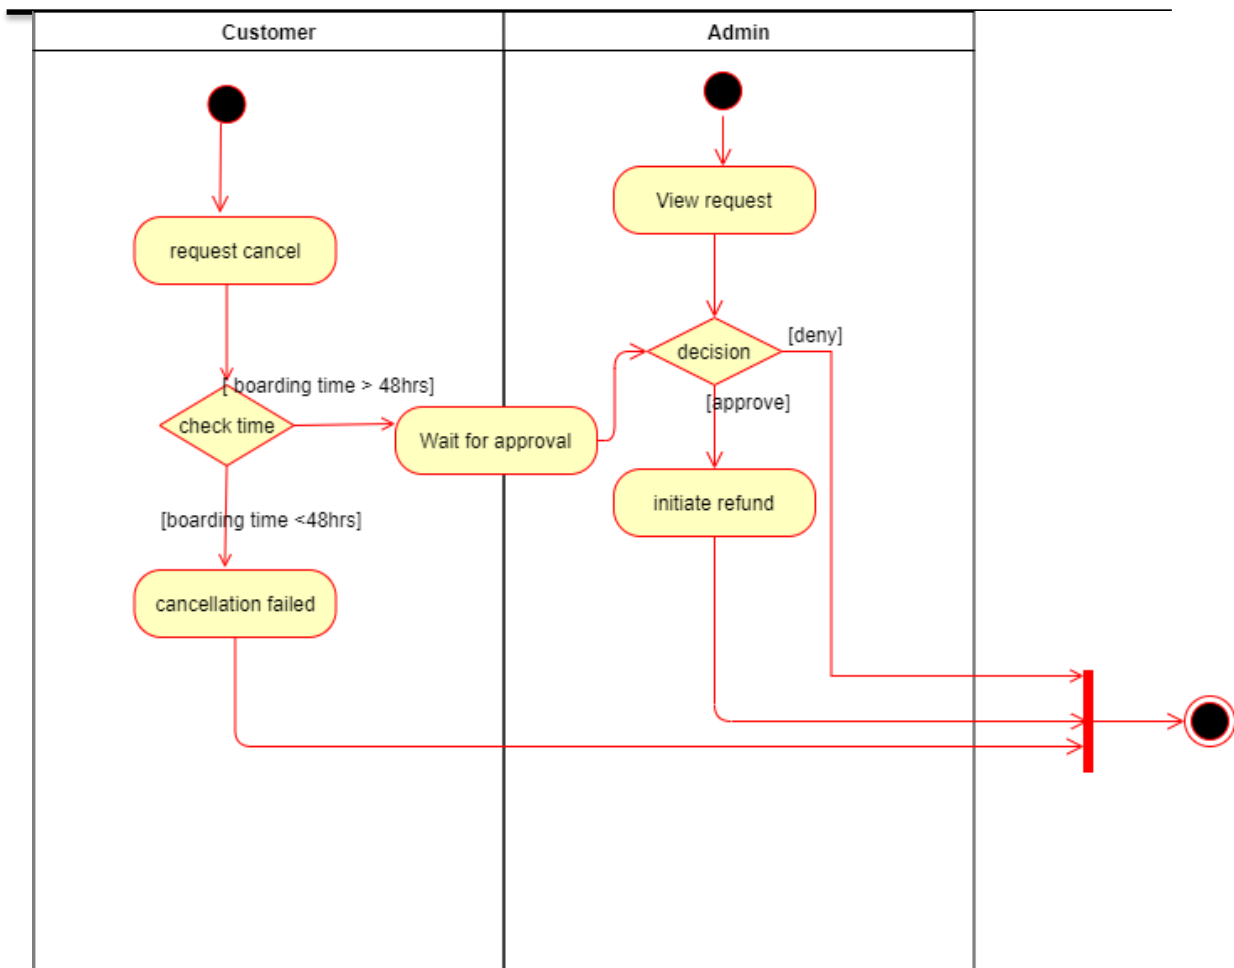 Customer
Admin
View request
request cancel
[deny]
decision
[ boarding time > 48hrs]
[approve]
check time
Wait for approval
initiate refund
[boarding time <48hrs]
cancellation failed